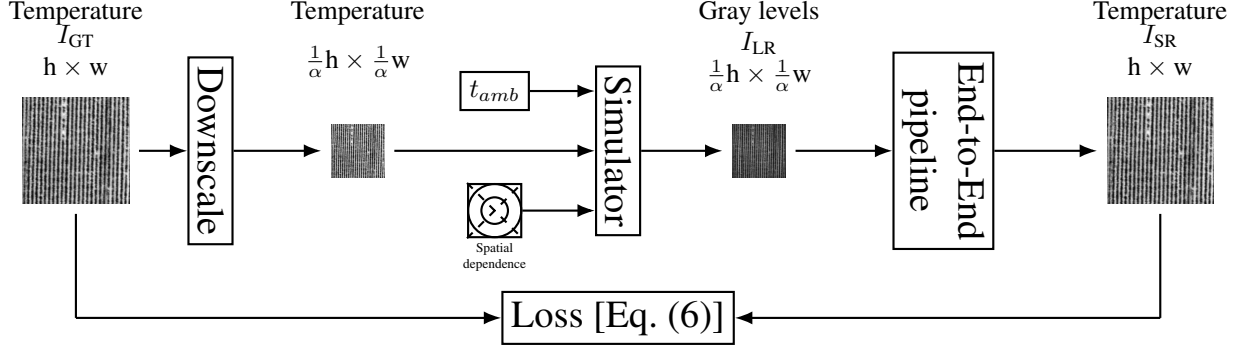 Temperature
I_GT
h × w
Downscale
Temperature
1/α h × 1/α w
t_amb
Spatial
dependence
Simulator
Gray levels
I_LR
1/α h × 1/α w
End-to-End
pipeline
Temperature
I_SR
h × w
Loss [Eq. (6)]